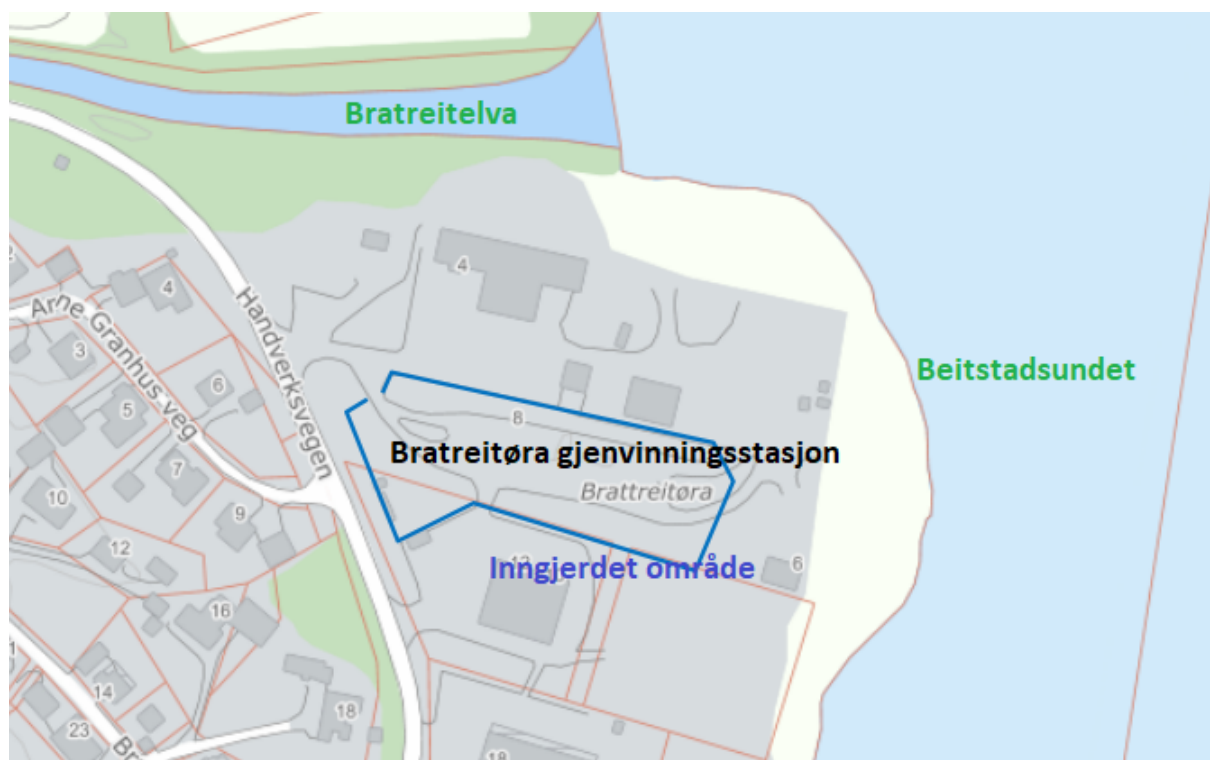 Bratreitelva
4
4
Handverksvegen
Arne Granhus veg
3
6
5
Beitstadsundet
8
Bratreitøra gjenvinningsstasjon
7
Brattreitøra
10
9
12
Inngjerdet område
6
16
14
18
23
18